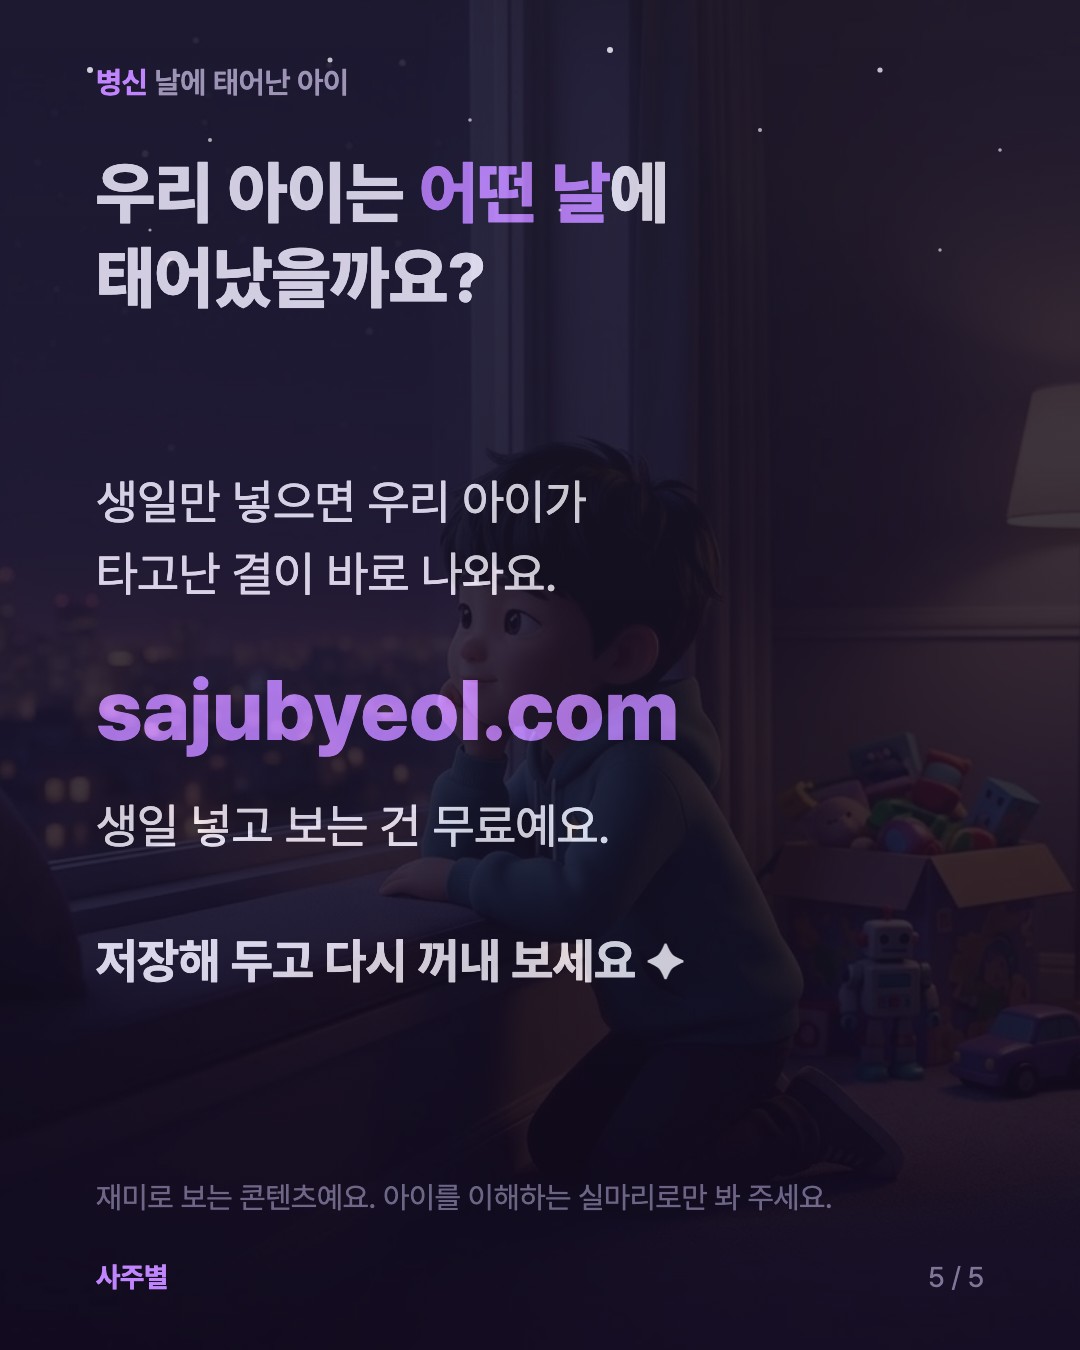 병신 날에 태어난 아이
우리 아이는 어떤 날에
태어났을까요?
생일만 넣으면 우리 아이가
타고난 결이 바로 나와요.
sajubyeol.com
생일 넣고 보는 건 무료예요.
저장해 두고 다시 꺼내 보세요 ✦
재미로 보는 콘텐츠예요. 아이를 이해하는 실마리로만 봐 주세요.
사주별
5 / 5